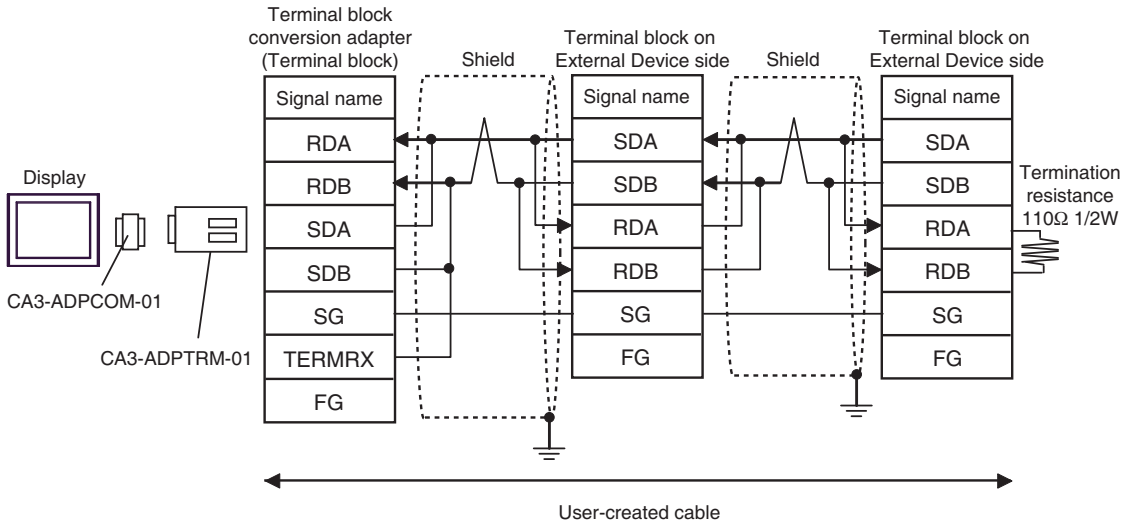 Terminal block
conversion adapter
(Terminal block)
Shield
Terminal block on
External Device side
Shield
Terminal block on
External Device side
Signal name
RDA
RDB
SDA
SDB
SG
TERMRX
FG
Signal name
SDA
SDB
RDA
RDB
SG
FG
Signal name
SDA
SDB
RDA
RDB
SG
FG
Termination
resistance
110Ω 1/2W
Display
CA3-ADPCOM-01
CA3-ADPTRM-01
User-created cable